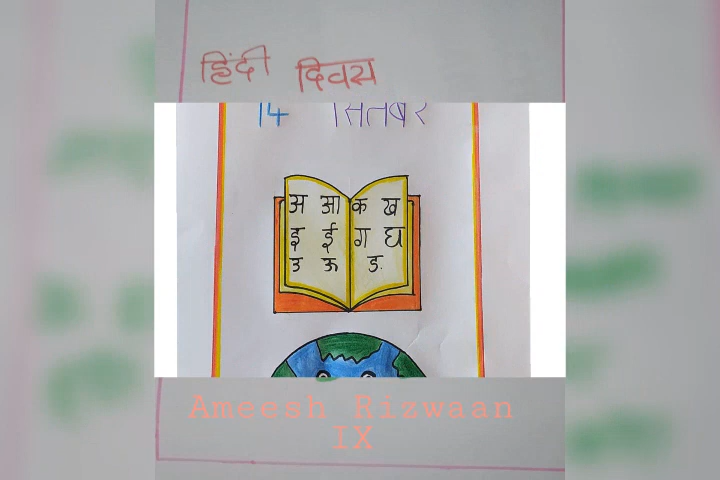 हिंदी दिवस
14 सितंबर
अ आ क ख
इ ई ग घ
उ ऊ ङ
Ameesh Rizwaan
IX